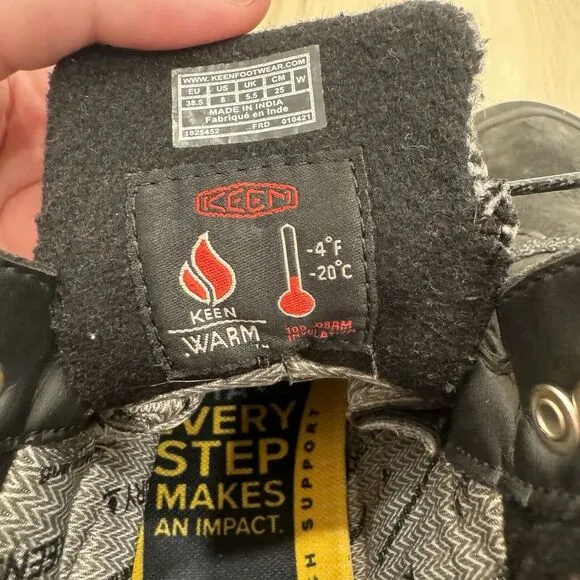 WWW.KEENFOOTWEAR.COM
EU US UK CM W
38.5 8 5.5 25
MADE IN INDIA
Fabriqué en Inde
1025452 FRD 010421
KEEN
-4°F
-20°C
KEEN
WARM
EVERY
STEP
MAKES
AN IMPACT.
SUPPORT
KEEN